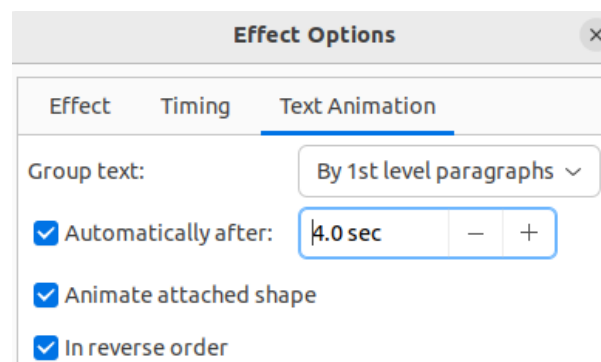 Effect Options
Effect Timing Text Animation
Group text: By 1st level paragraphs
Automatically after: 4.0 sec
Animate attached shape
In reverse order